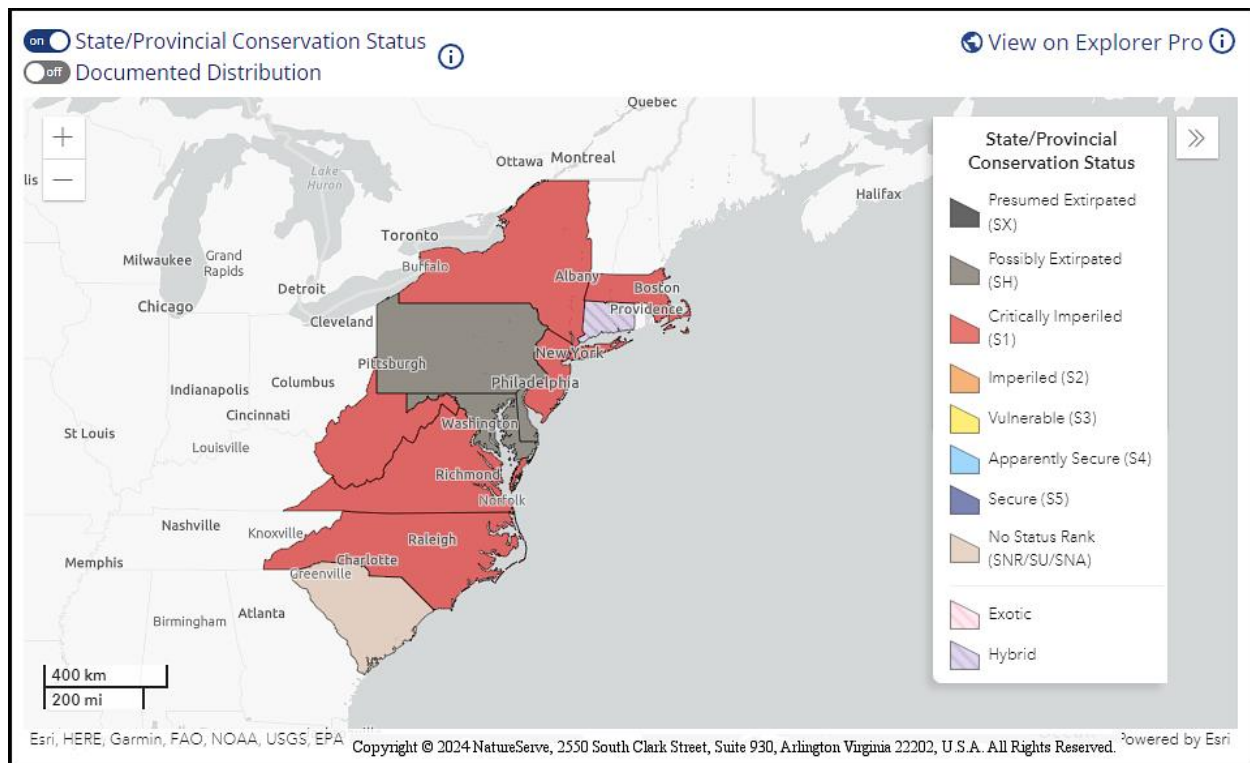 on State/Provincial Conservation Status
off Documented Distribution
View on Explorer Pro
Quebec
Ottawa Montreal
Halifax
Lake
Huron
Toronto
Milwaukee
Grand
Rapids
Buffalo
Albany
Boston
Detroit
Chicago
Providence
Cleveland
New York
Pittsburgh
Philadelphia
Indianapolis
Columbus
Cincinnati
Washington
St Louis
Louisville
Richmond
Norfolk
Nashville
Knoxville
Raleigh
Memphis
Charlotte
Greenville
Atlanta
Birmingham
lis
+
−
400 km
200 mi
State/Provincial
Conservation Status
Presumed Extirpated
(SX)
Possibly Extirpated
(SH)
Critically Imperiled
(S1)
Imperiled (S2)
Vulnerable (S3)
Apparently Secure (S4)
Secure (S5)
No Status Rank
(SNR/SU/SNA)
Exotic
Hybrid
Esri, HERE, Garmin, FAO, NOAA, USGS, EPA
Copyright © 2024 NatureServe, 2550 South Clark Street, Suite 930, Arlington Virginia 22202, U.S.A. All Rights Reserved.
Powered by Esri